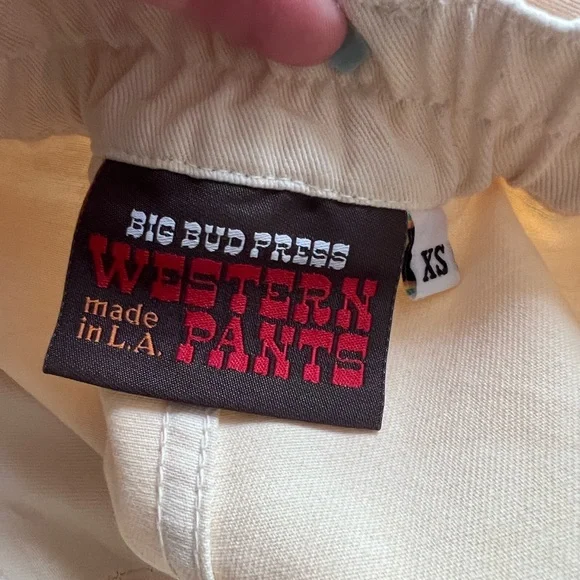 BIG BUD PRESS
WESTERN
PANTS
made
in L.A.
XS